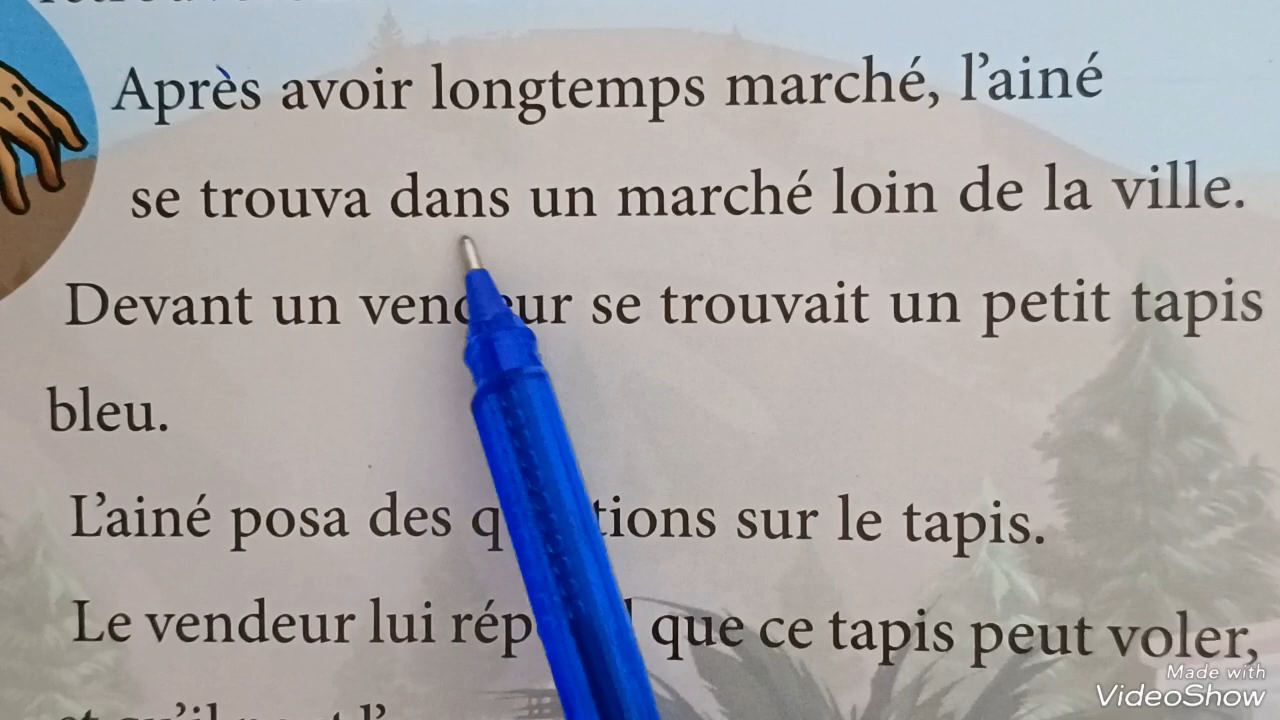 Après avoir longtemps marché, l'ainé
se trouva dans un marché loin de la ville.
Devant un vendeur se trouvait un petit tapis
bleu.
L'ainé posa des questions sur le tapis.
Le vendeur lui que ce tapis peut voler,
Made with
VideoShow